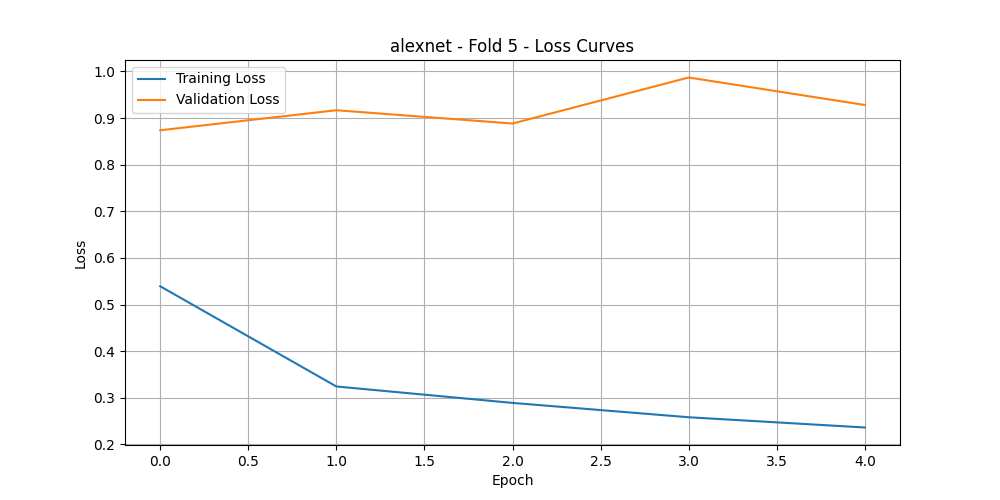 alexnet - Fold 5 - Loss Curves
Training Loss
Validation Loss
1.0
0.9
0.8
0.7
0.6
0.5
0.4
0.3
0.2
Loss
0.0 0.5 1.0 1.5 2.0 2.5 3.0 3.5 4.0
Epoch